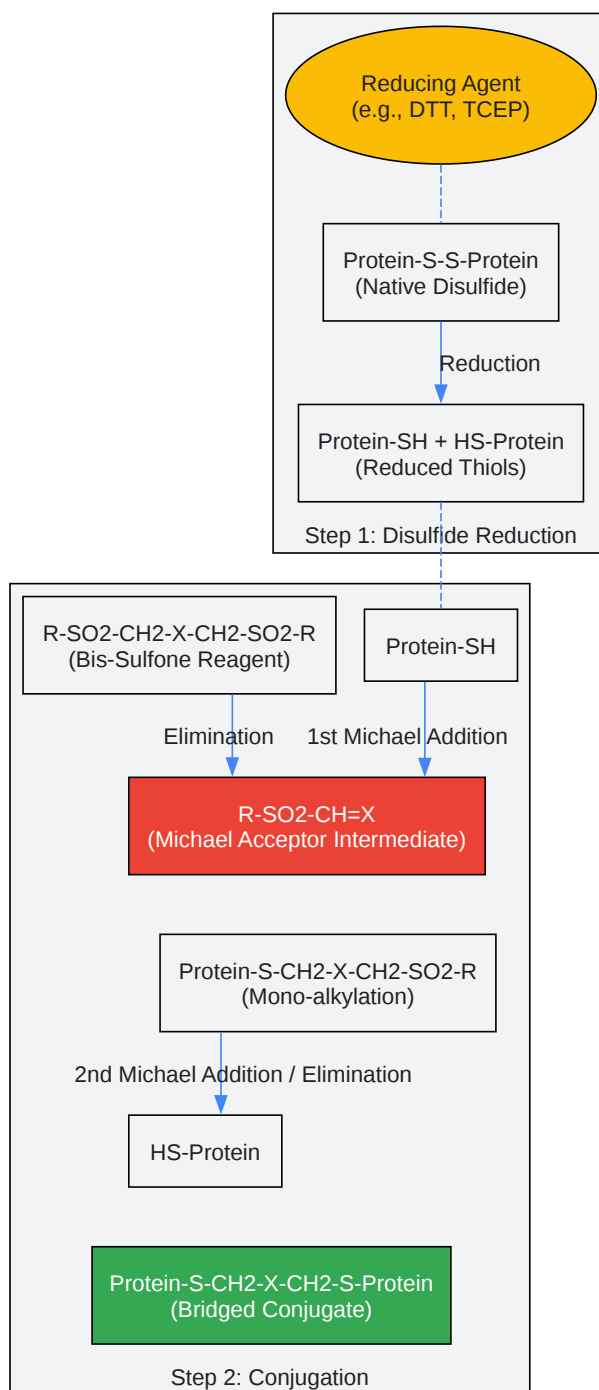 Reducing Agent
(e.g., DTT, TCEP)
Protein-S-S-Protein
(Native Disulfide)
Reduction
Protein-SH + HS-Protein
(Reduced Thiols)
Step 1: Disulfide Reduction
R-SO2-CH2-X-CH2-SO2-R
(Bis-Sulfone Reagent)
Protein-SH
Elimination
1st Michael Addition
R-SO2-CH=X
(Michael Acceptor Intermediate)
Protein-S-CH2-X-CH2-SO2-R
(Mono-alkylation)
2nd Michael Addition / Elimination
HS-Protein
Protein-S-CH2-X-CH2-S-Protein
(Bridged Conjugate)
Step 2: Conjugation